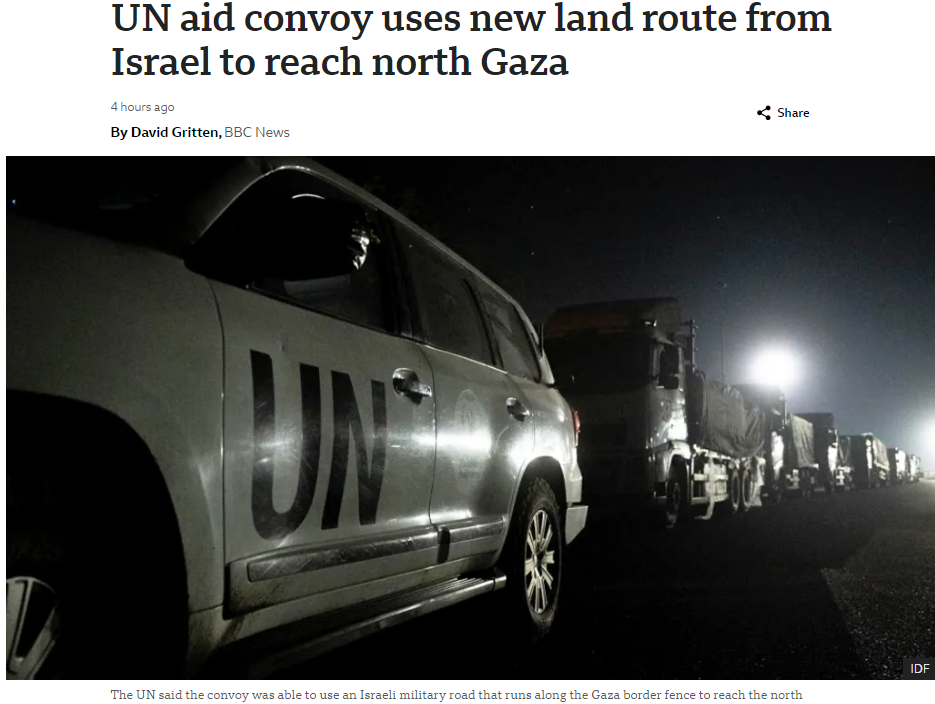 UN aid convoy uses new land route from
Israel to reach north Gaza
4 hours ago
Share
By David Gritten, BBC News
UN
IDF
The UN said the convoy was able to use an Israeli military road that runs along the Gaza border fence to reach the north